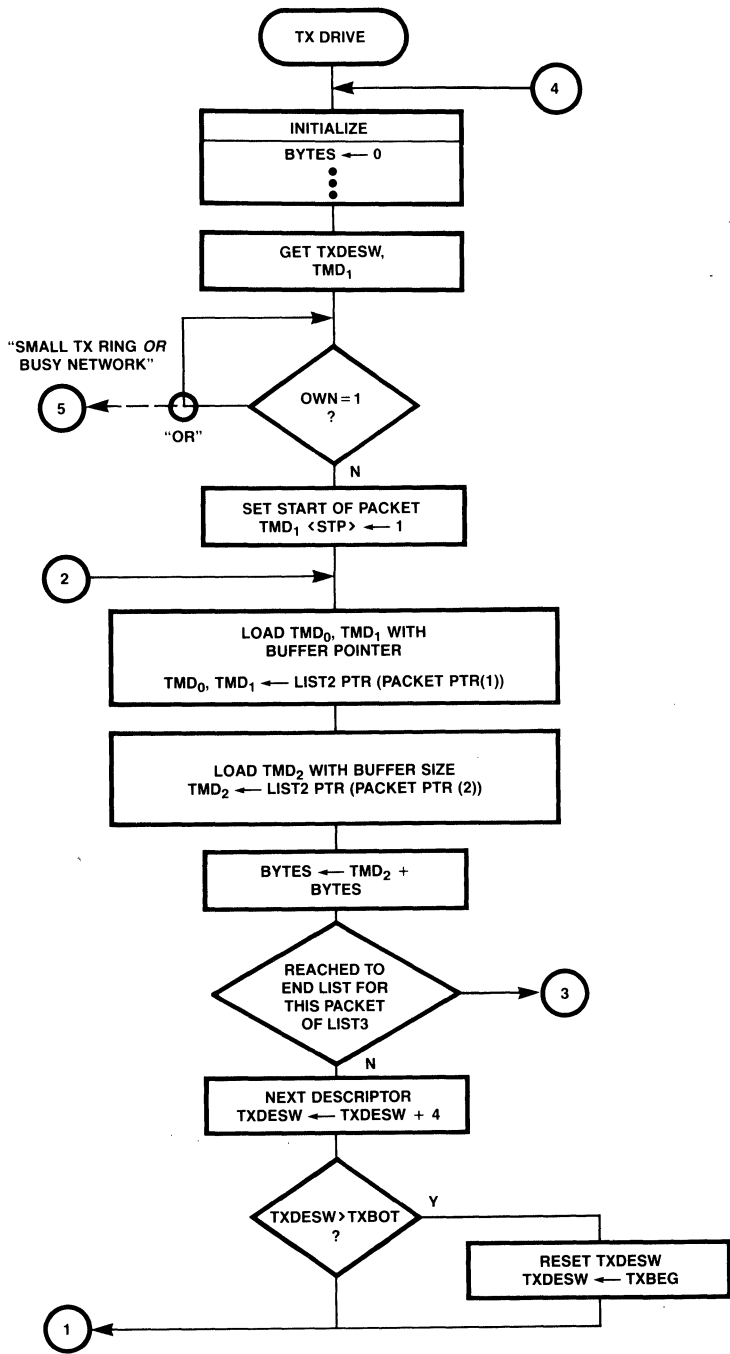 TX DRIVE
4
INITIALIZE
BYTES ← 0
GET TXDESW,
TMD1
"SMALL TX RING OR
BUSY NETWORK"
5
"OR"
OWN = 1
?
N
SET START OF PACKET
TMD1 <STP> ← 1
2
LOAD TMD0, TMD1 WITH
BUFFER POINTER
TMD0, TMD1 ← LIST2 PTR (PACKET PTR(1))
LOAD TMD2 WITH BUFFER SIZE
TMD2 ← LIST2 PTR (PACKET PTR (2))
BYTES ← TMD2 +
BYTES
REACHED TO
END LIST FOR
THIS PACKET
OF LIST3
3
N
NEXT DESCRIPTOR
TXDESW ← TXDESW + 4
TXDESW > TXBOT
?
Y
RESET TXDESW
TXDESW ← TXBEG
1